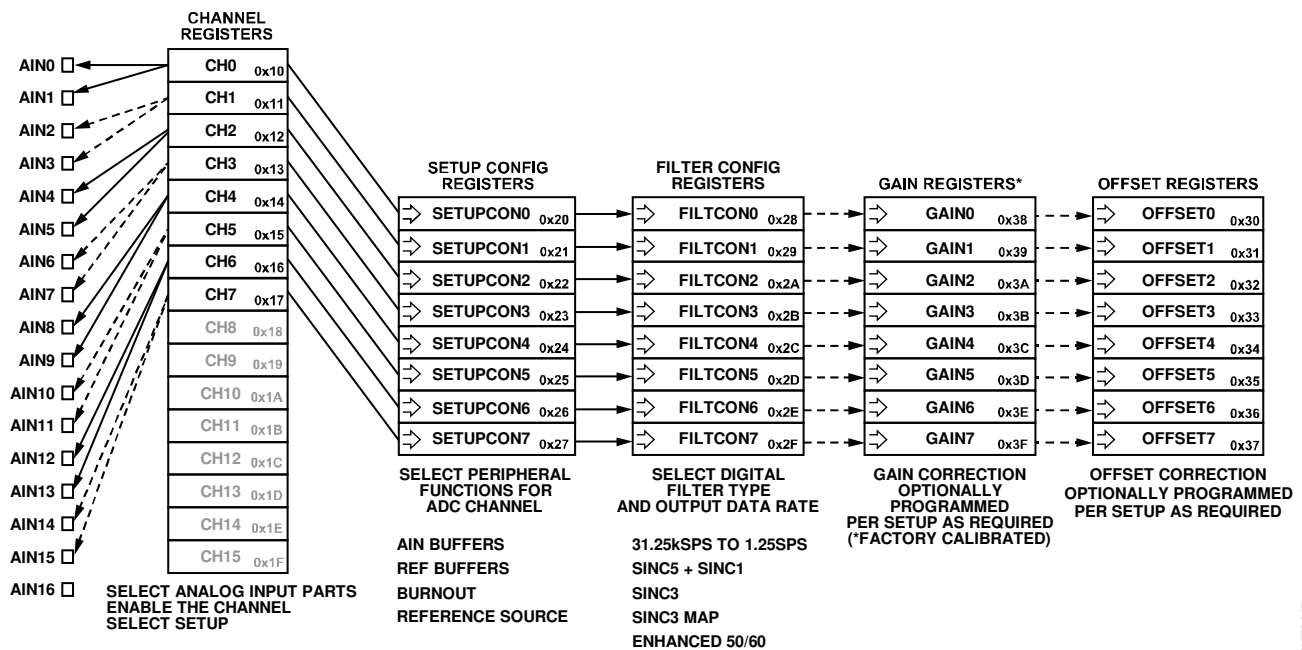 CHANNEL
REGISTERS
AIN0
AIN1
AIN2
AIN3
AIN4
AIN5
AIN6
AIN7
AIN8
AIN9
AIN10
AIN11
AIN12
AIN13
AIN14
AIN15
AIN16
CH0 0x10
CH1 0x11
CH2 0x12
CH3 0x13
CH4 0x14
CH5 0x15
CH6 0x16
CH7 0x17
CH8 0x18
CH9 0x19
CH10 0x1A
CH11 0x1B
CH12 0x1C
CH13 0x1D
CH14 0x1E
CH15 0x1F
SELECT ANALOG INPUT PARTS
ENABLE THE CHANNEL
SELECT SETUP
SETUP CONFIG
REGISTERS
SETUPCON0 0x20
SETUPCON1 0x21
SETUPCON2 0x22
SETUPCON3 0x23
SETUPCON4 0x24
SETUPCON5 0x25
SETUPCON6 0x26
SETUPCON7 0x27
SELECT PERIPHERAL
FUNCTIONS FOR
ADC CHANNEL
AIN BUFFERS
REF BUFFERS
BURNOUT
REFERENCE SOURCE
FILTER CONFIG
REGISTERS
FILTCON0 0x28
FILTCON1 0x29
FILTCON2 0x2A
FILTCON3 0x2B
FILTCON4 0x2C
FILTCON5 0x2D
FILTCON6 0x2E
FILTCON7 0x2F
SELECT DIGITAL
FILTER TYPE
AND OUTPUT DATA RATE
31.25kSPS TO 1.25SPS
SINC5 + SINC1
SINC3
SINC3 MAP
ENHANCED 50/60
GAIN REGISTERS*
GAIN0 0x38
GAIN1 0x39
GAIN2 0x3A
GAIN3 0x3B
GAIN4 0x3C
GAIN5 0x3D
GAIN6 0x3E
GAIN7 0x3F
GAIN CORRECTION
OPTIONALLY
PROGRAMMED
PER SETUP AS REQUIRED
(*FACTORY CALIBRATED)
OFFSET REGISTERS
OFFSET0 0x30
OFFSET1 0x31
OFFSET2 0x32
OFFSET3 0x33
OFFSET4 0x34
OFFSET5 0x35
OFFSET6 0x36
OFFSET7 0x37
OFFSET CORRECTION
OPTIONALLY PROGRAMMED
PER SETUP AS REQUIRED